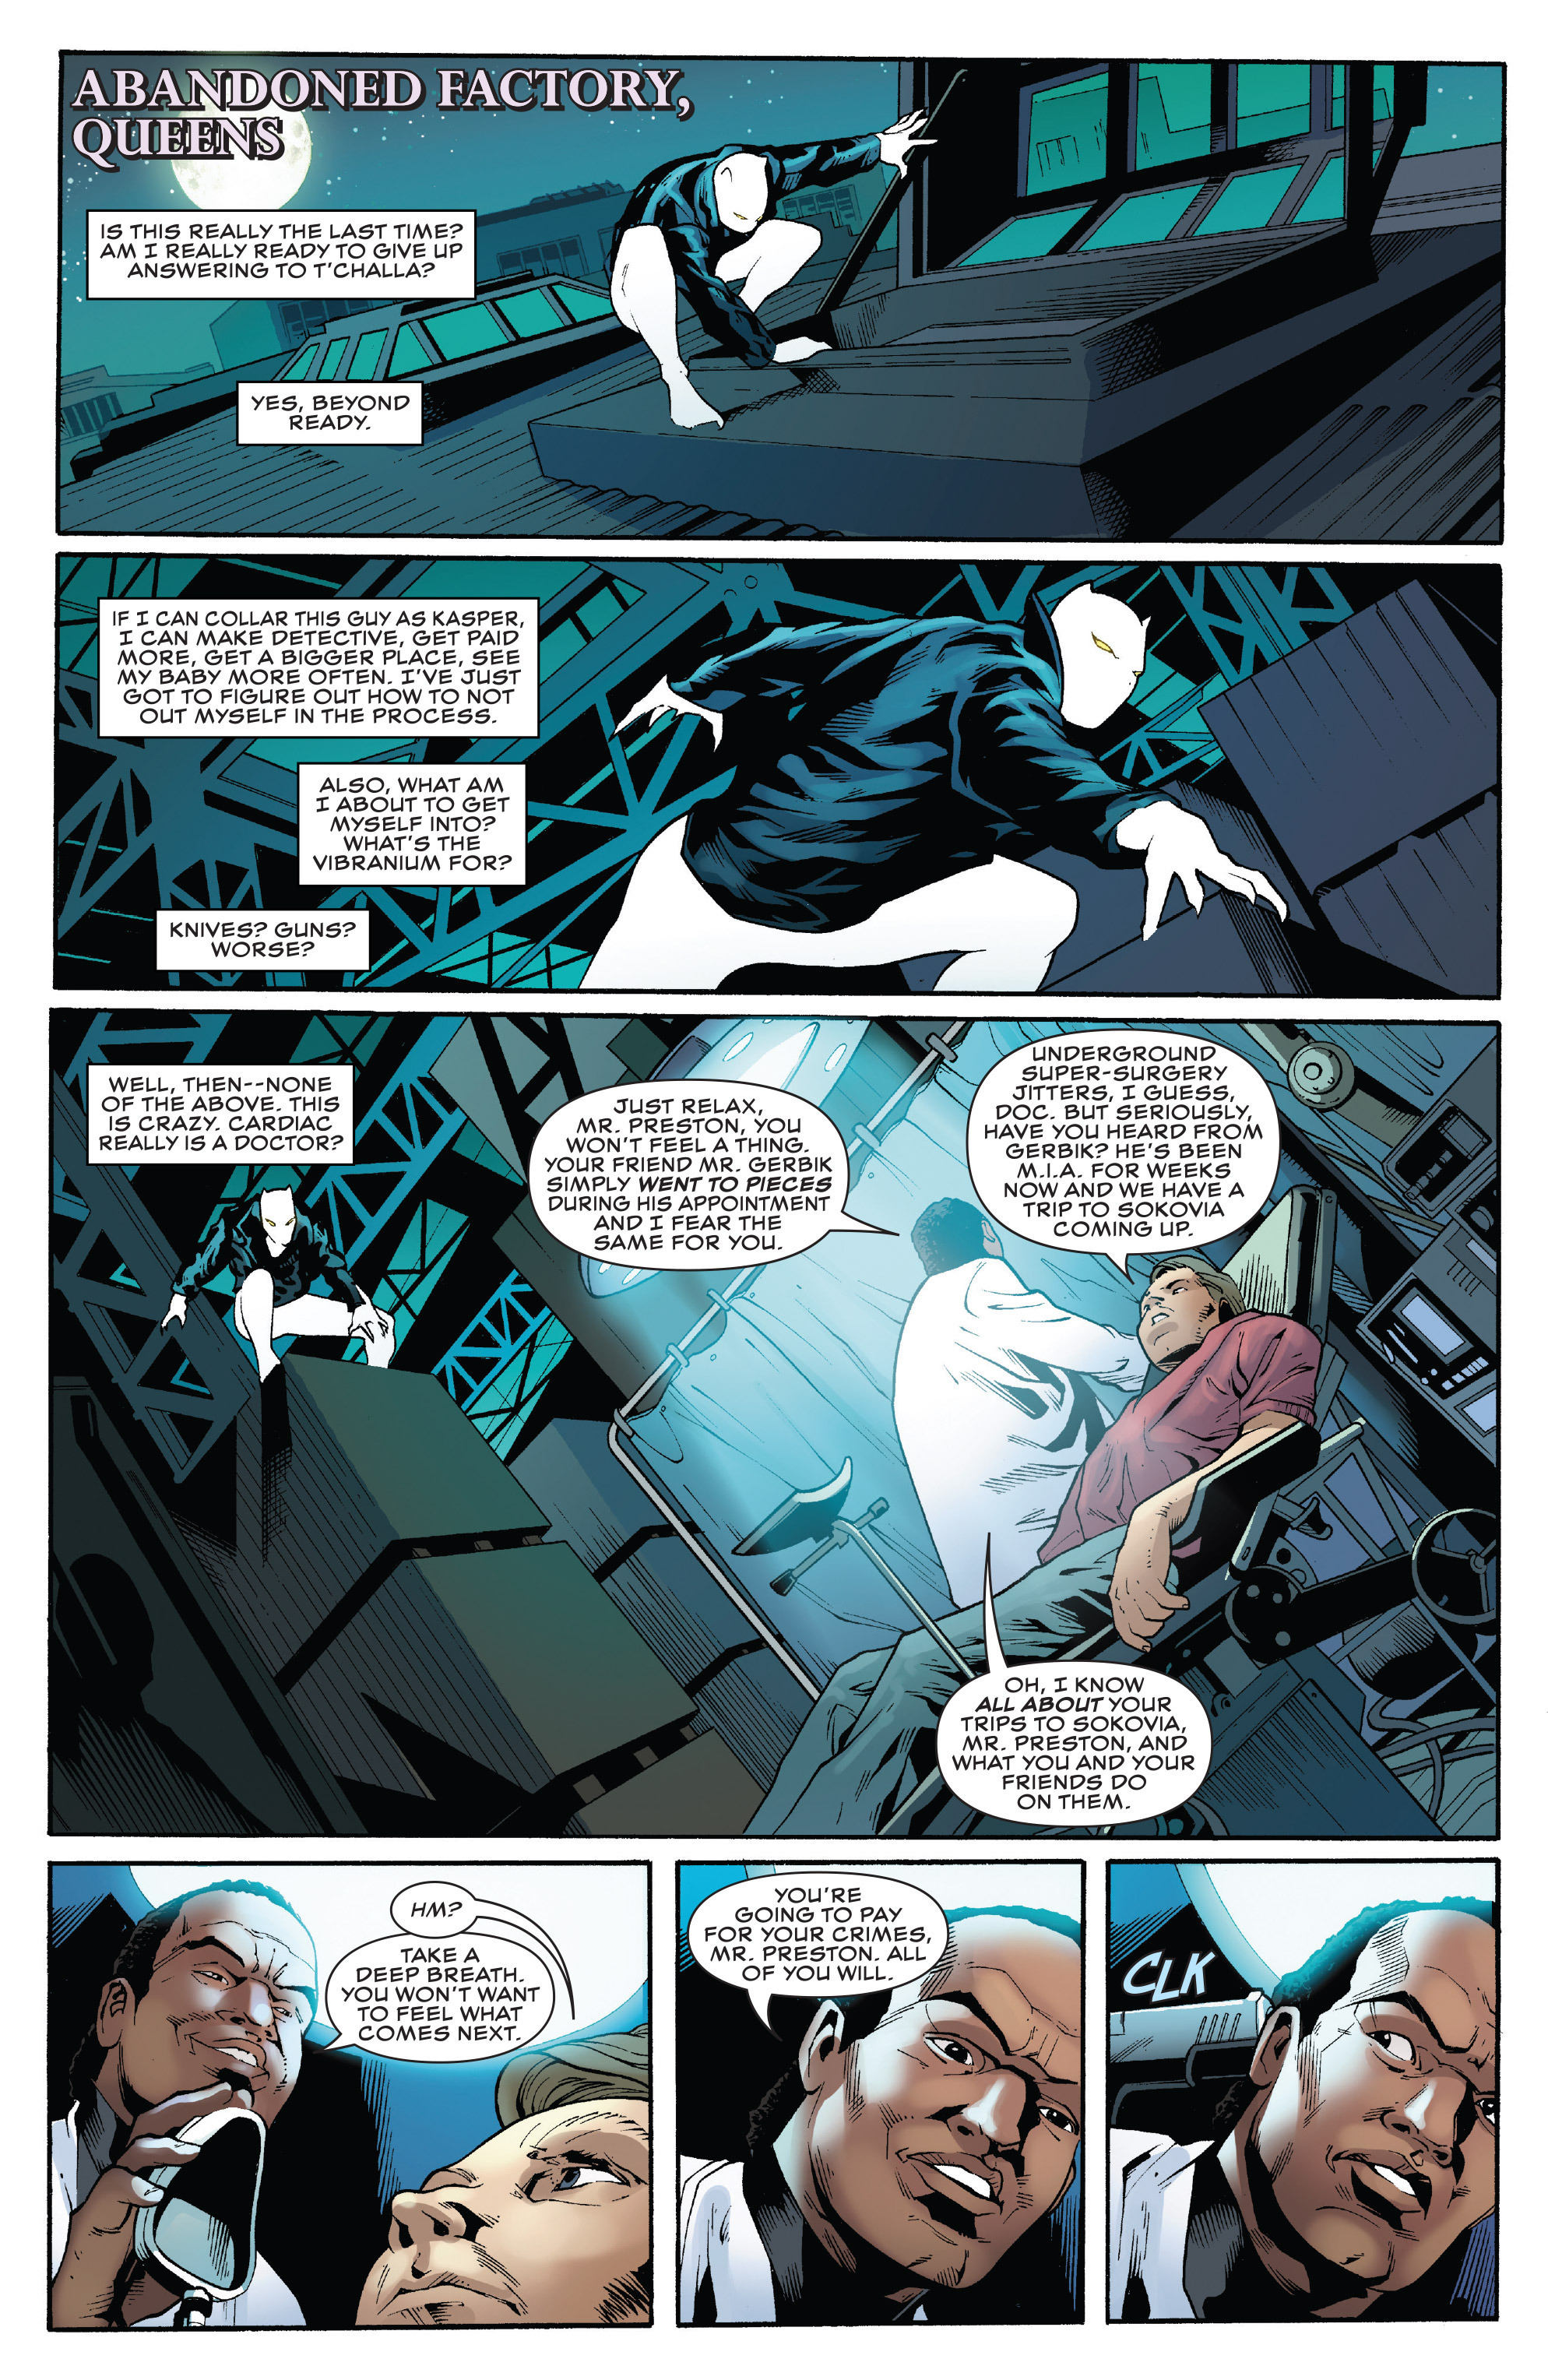 ABANDONED FACTORY,
QUEENS
IS THIS REALLY THE LAST TIME?
AM I REALLY READY TO GIVE UP
ANSWERING TO T'CHALLA?
YES, BEYOND
READY.
IF I CAN COLLAR THIS GUY AS KASPER,
I CAN MAKE DETECTIVE, GET PAID
MORE, GET A BIGGER PLACE, SEE
MY BABY MORE OFTEN. I'VE JUST
GOT TO FIGURE OUT HOW TO NOT
OUT MYSELF IN THE PROCESS.
ALSO, WHAT AM
I ABOUT TO GET
MYSELF INTO?
WHAT'S THE
VIBRANIUM FOR?
KNIVES? GUNS?
WORSE?
WELL, THEN--NONE
OF THE ABOVE. THIS
IS CRAZY. CARDIAC
REALLY IS A DOCTOR?
JUST RELAX,
MR. PRESTON, YOU
WON'T FEEL A THING.
YOUR FRIEND MR. GERBIK
SIMPLY WENT TO PIECES
DURING HIS APPOINTMENT
AND I FEAR THE
SAME FOR YOU.
UNDERGROUND
SUPER-SURGERY
JITTERS, I GUESS,
DOC. BUT SERIOUSLY,
HAVE YOU HEARD FROM
GERBIK? HE'S BEEN
M.I.A. FOR WEEKS
NOW AND WE HAVE A
TRIP TO SOKOVIA
COMING UP.
OH, I KNOW
ALL ABOUT YOUR
TRIPS TO SOKOVIA,
MR. PRESTON, AND
WHAT YOU AND YOUR
FRIENDS DO
ON THEM.
HM?
TAKE A
DEEP BREATH.
YOU WON'T WANT
TO FEEL WHAT
COMES NEXT.
YOU'RE
GOING TO PAY
FOR YOUR CRIMES,
MR. PRESTON. ALL
OF YOU WILL.
CLK